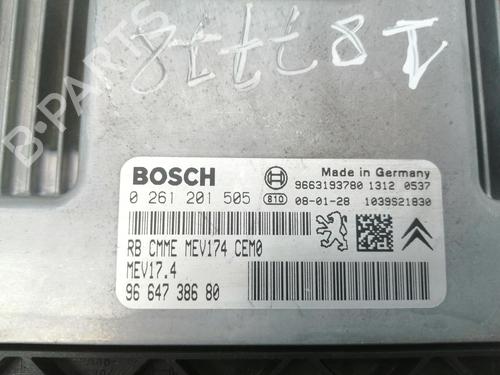 187778
B-PARTS
BOSCH
Made in Germany
9663193780 1312 0537
0 261 201 505
810
08-01-28 1039S21830
RB CMME MEV174 CEM0
MEV17.4
96 647 386 80